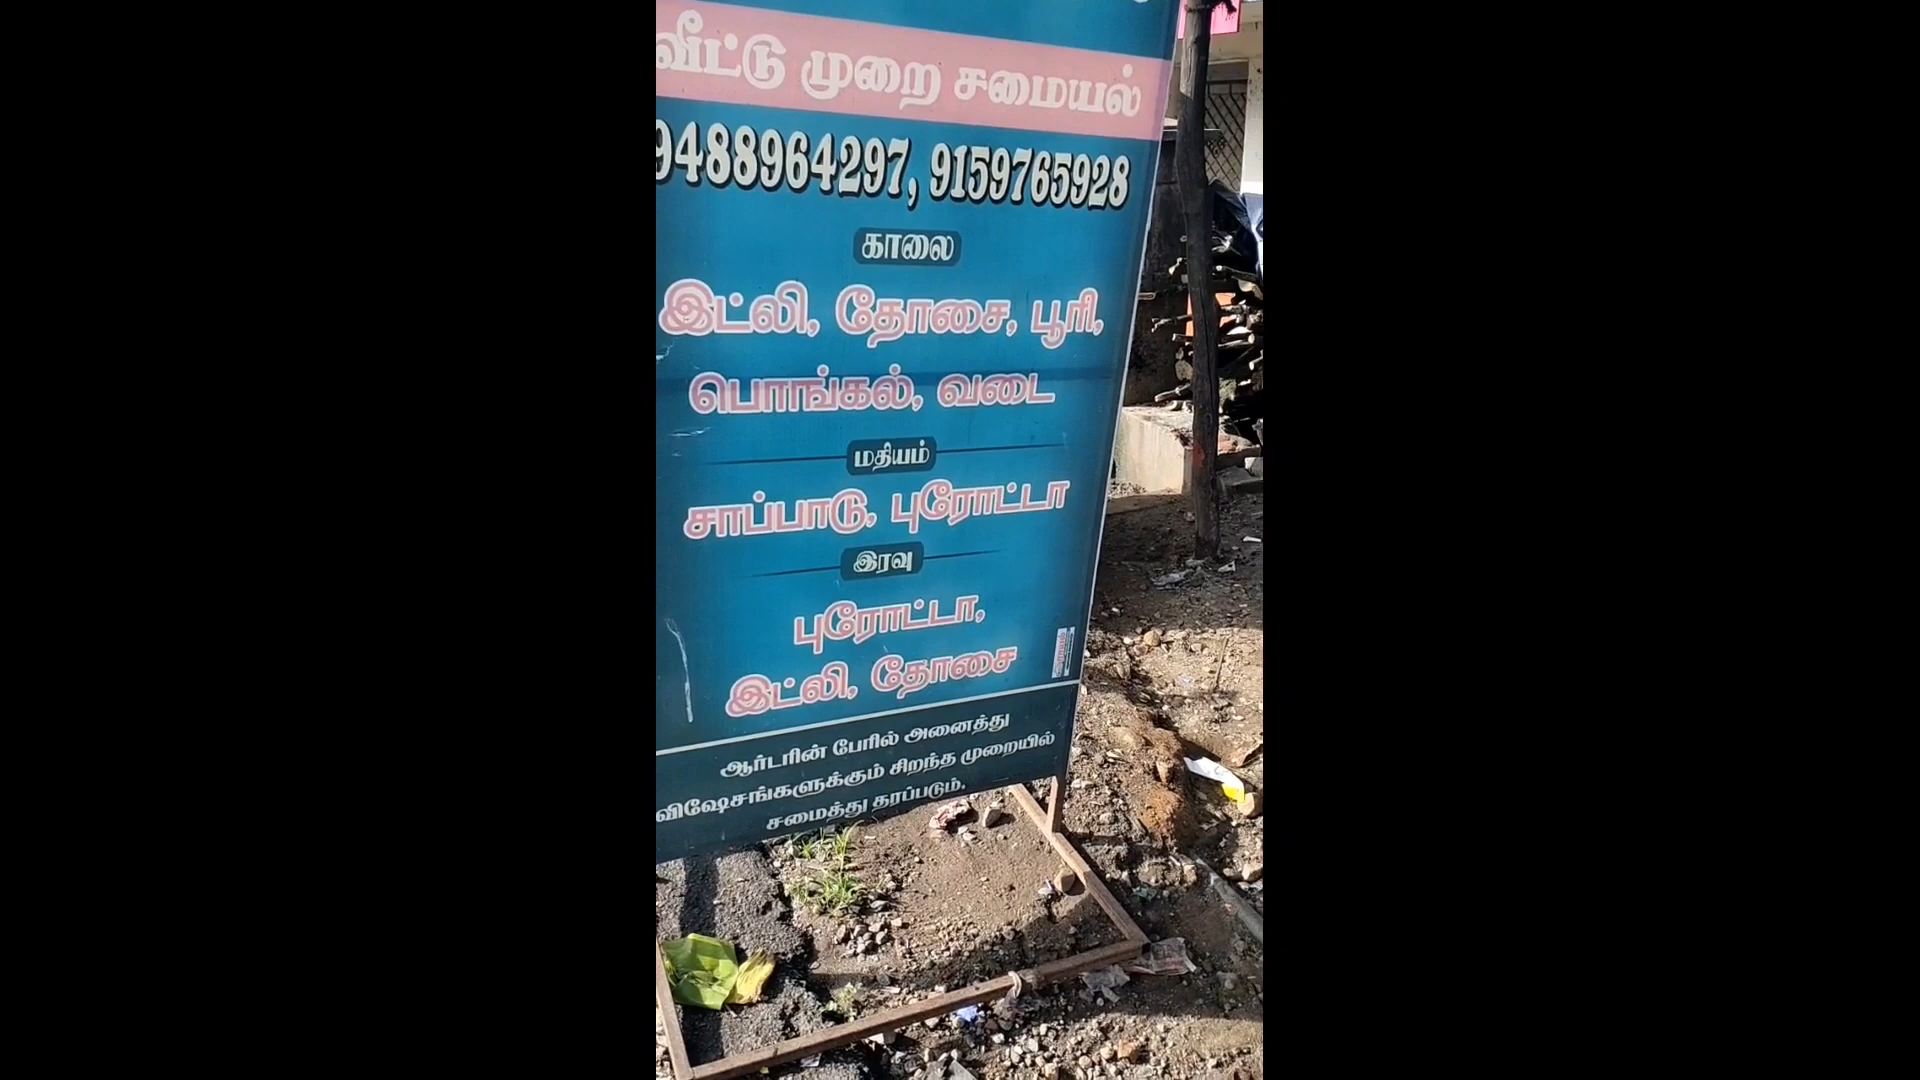 வீட்டு முறை சமையல்
9488964297, 9159765928
காலை
இட்லி, தோசை, பூரி,
பொங்கல், வடை
மதியம்
சாப்பாடு, புரோட்டா
இரவு
புரோட்டா,
இட்லி, தோசை
ஆர்டரின் பேரில் அனைத்து
விஷேசங்களுக்கும் சிறந்த முறையில்
சமைத்து தரப்படும்.